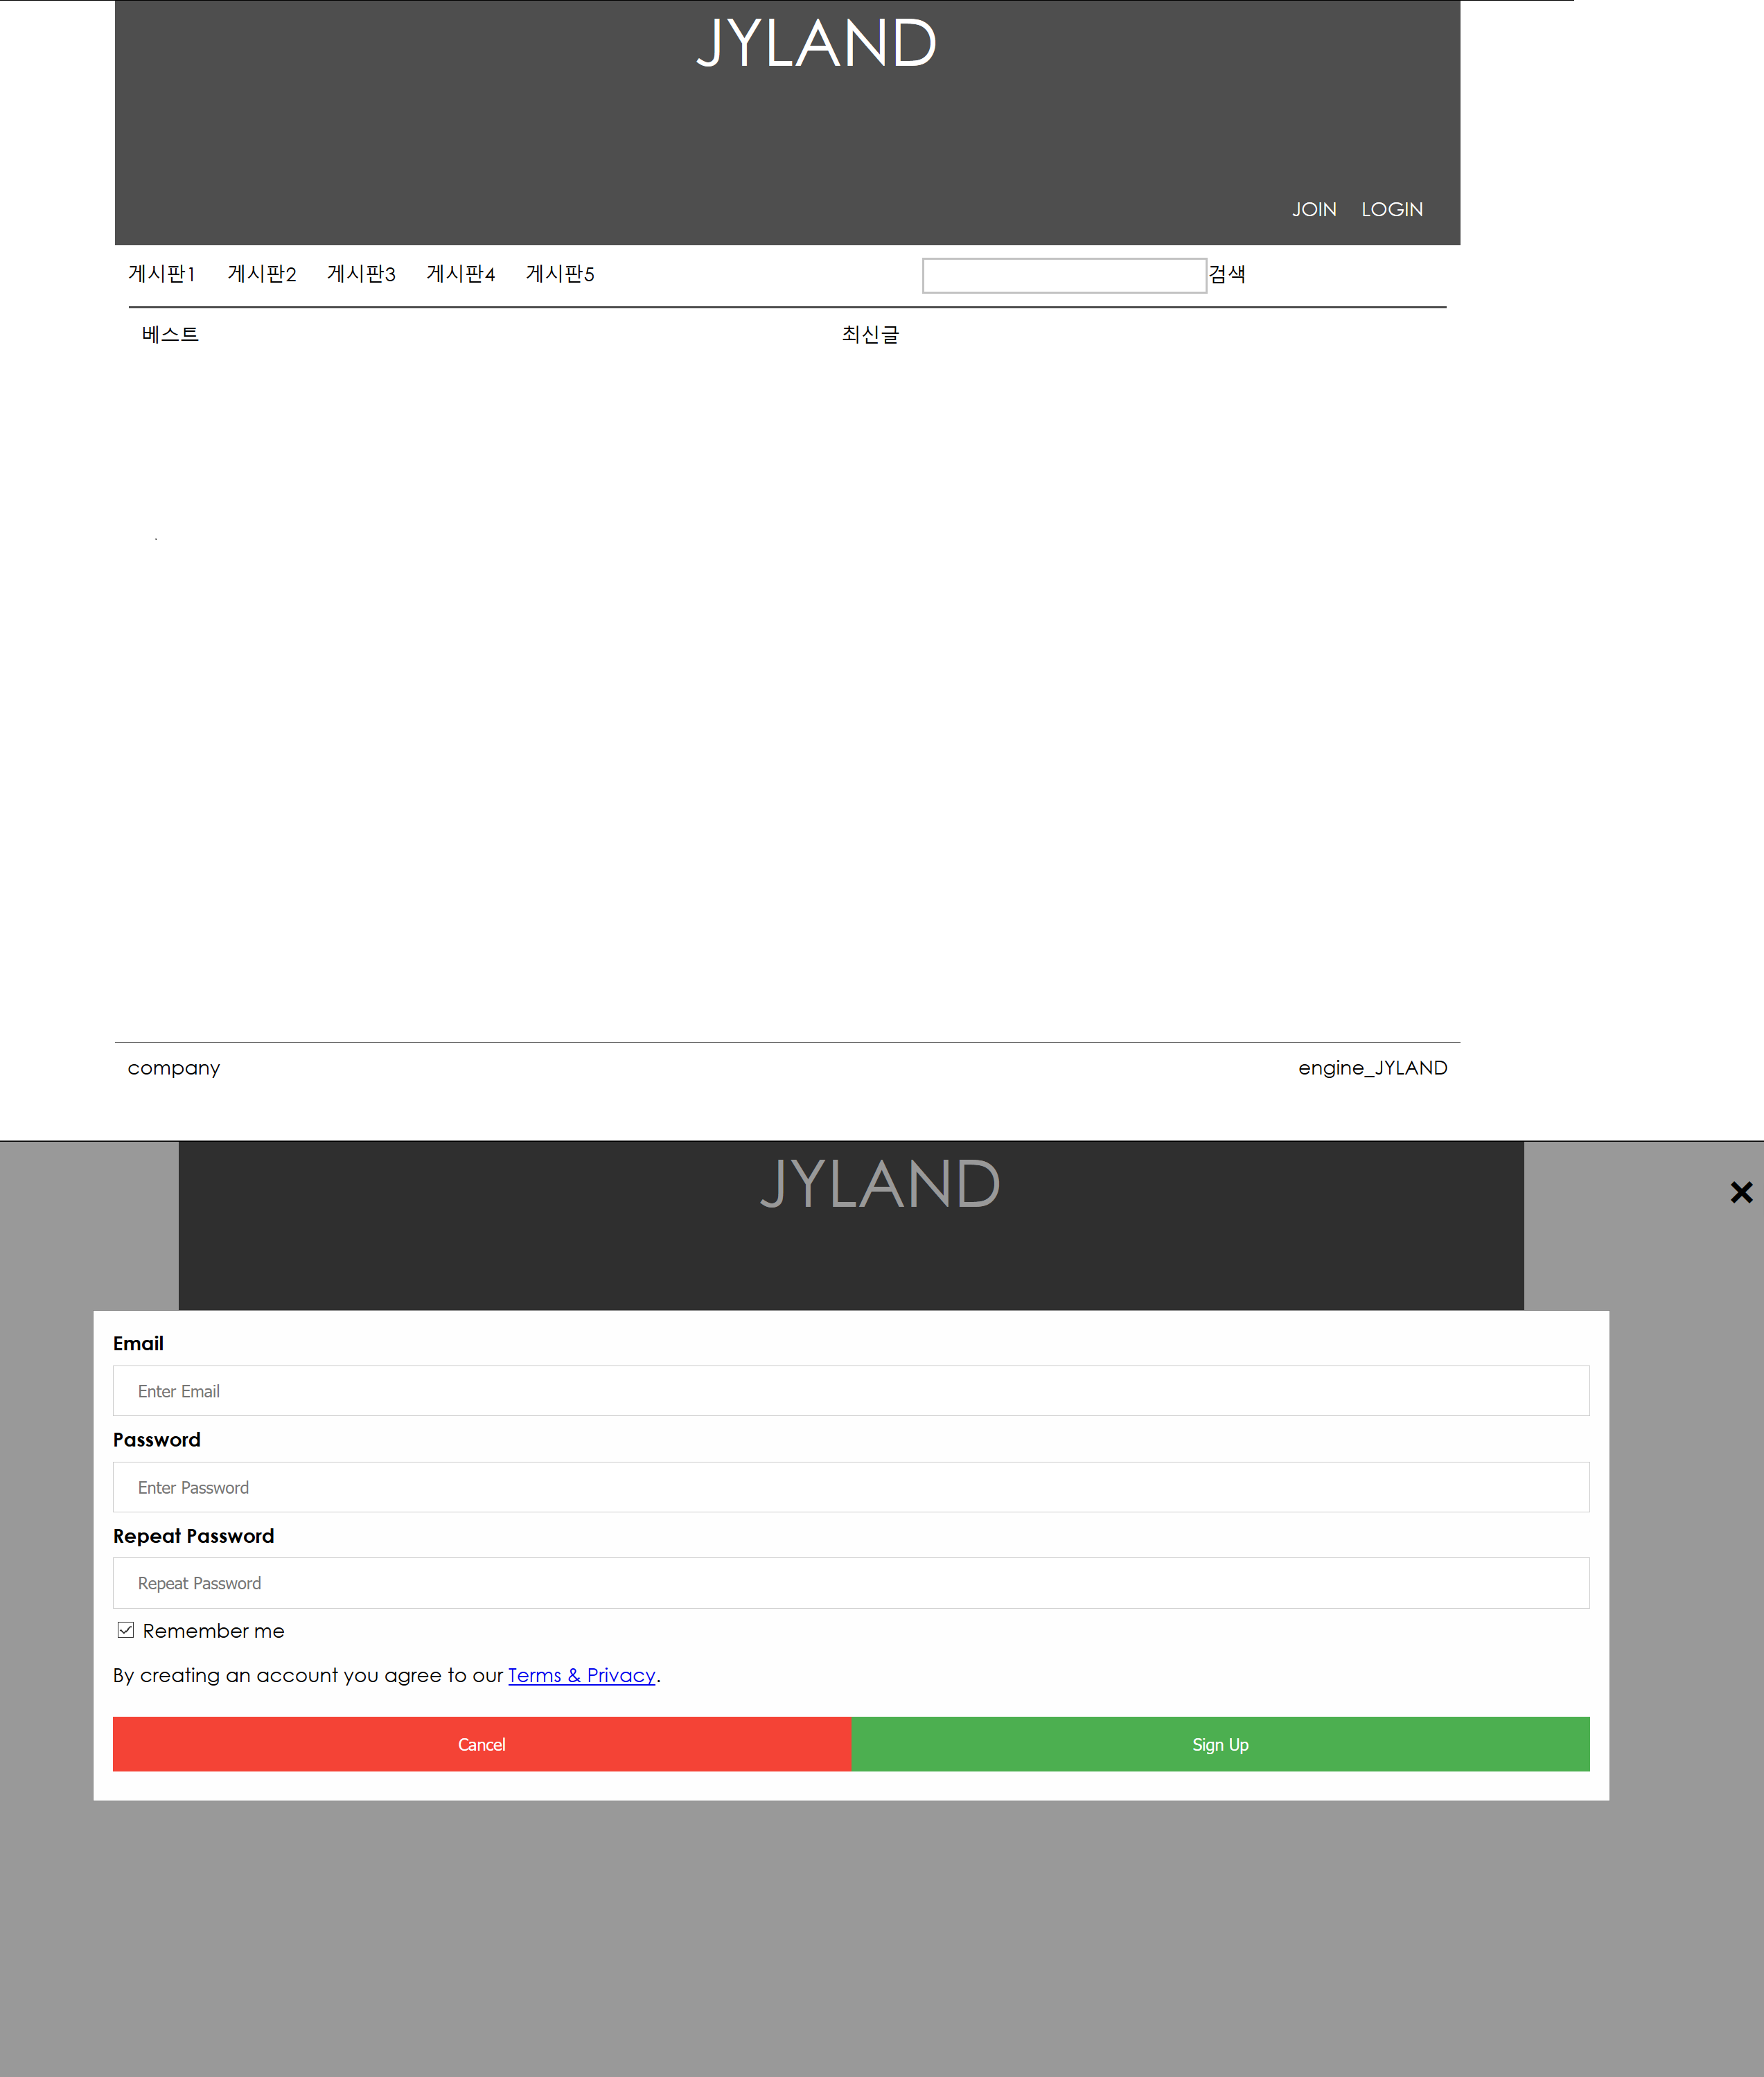 JYLAND
JOIN LOGIN
게시판1 게시판2 게시판3 게시판4 게시판5 검색
베스트 최신글
.
company engine_JYLAND
JYLAND
×
Email
Enter Email
Password
Enter Password
Repeat Password
Repeat Password
Remember me
By creating an account you agree to our Terms & Privacy.
Cancel Sign Up